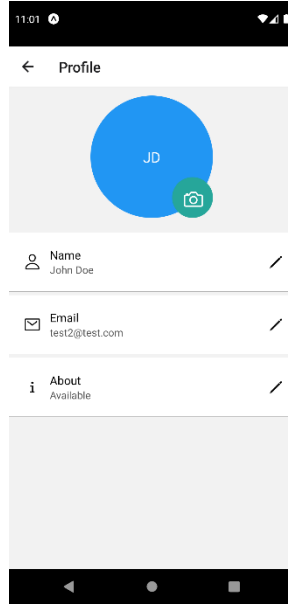 11:01
Profile
JD
Name
John Doe
Email
test2@test.com
About
Available